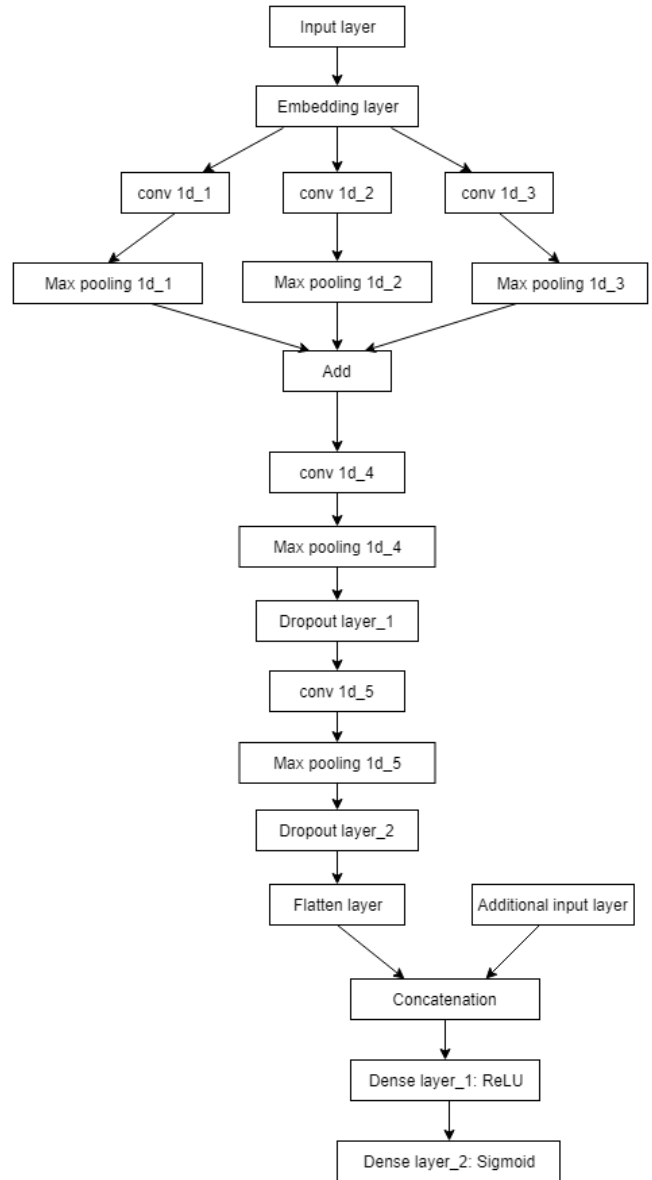 Input layer
Embedding layer
conv 1d_1
conv 1d_2
conv 1d_3
Max pooling 1d_1
Max pooling 1d_2
Max pooling 1d_3
Add
conv 1d_4
Max pooling 1d_4
Dropout layer_1
conv 1d_5
Max pooling 1d_5
Dropout layer_2
Flatten layer
Additional input layer
Concatenation
Dense layer_1: ReLU
Dense layer_2: Sigmoid